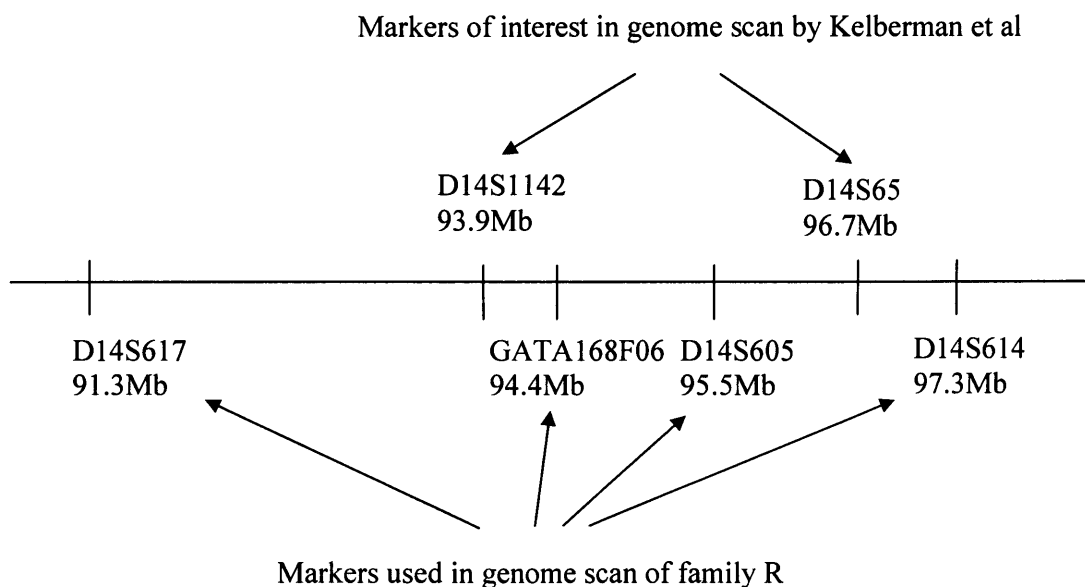 Markers of interest in genome scan by Kelberman et al
D14S1142
93.9Mb
D14S65
96.7Mb
D14S617
91.3Mb
GATA168F06
94.4Mb
D14S605
95.5Mb
D14S614
97.3Mb
Markers used in genome scan of family R